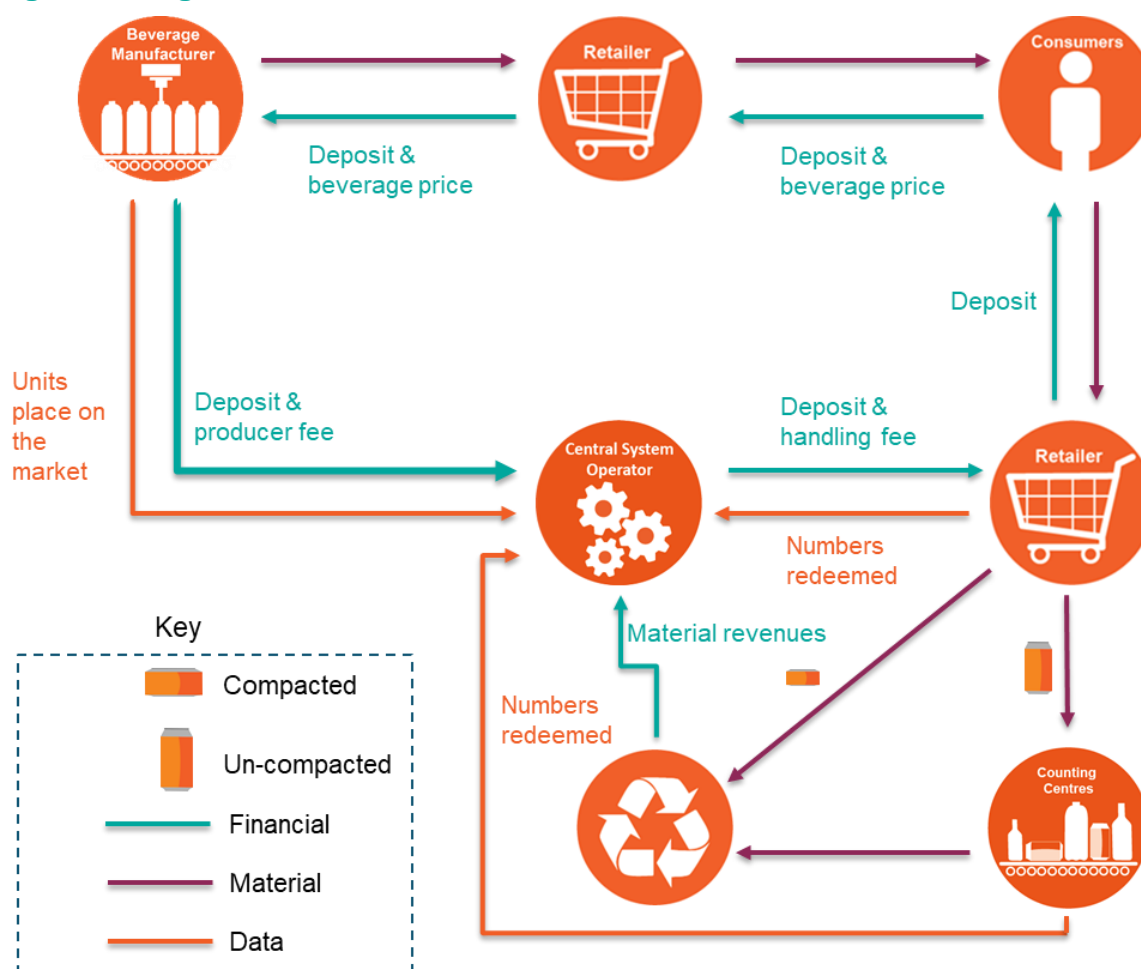 Beverage
Manufacturer
Retailer
Consumers
Deposit &
beverage price
Deposit &
beverage price
Deposit
Units
place on
the
market
Deposit &
producer fee
Central System
Operator
Deposit &
handling fee
Retailer
Numbers
redeemed
Material revenues
Numbers
redeemed
Counting
Centres
Key
Compacted
Un-compacted
Financial
Material
Data